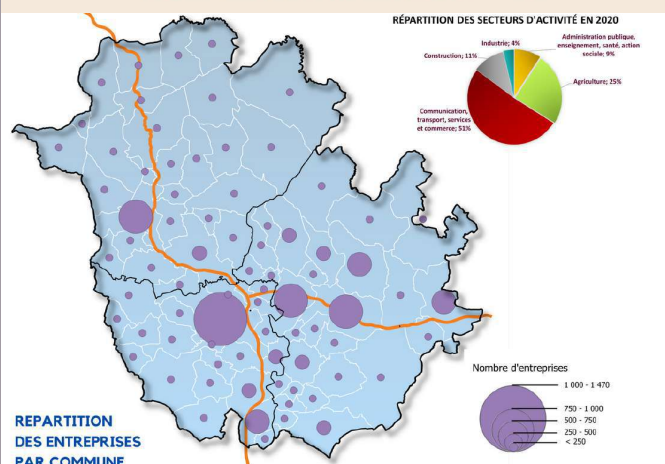 RÉPARTITION DES SECTEURS D'ACTIVITÉ EN 2020
Industrie; 4%
Administration publique,
enseignement, santé, action
sociale; 9%
Construction; 11%
Agriculture; 25%
Communication,
transport, services
et commerce; 51%
Nombre d'entreprises
1 000 - 1 470
750 - 1 000
500 - 750
250 - 500
< 250
REPARTITION
DES ENTREPRISES
PAR COMMUNE